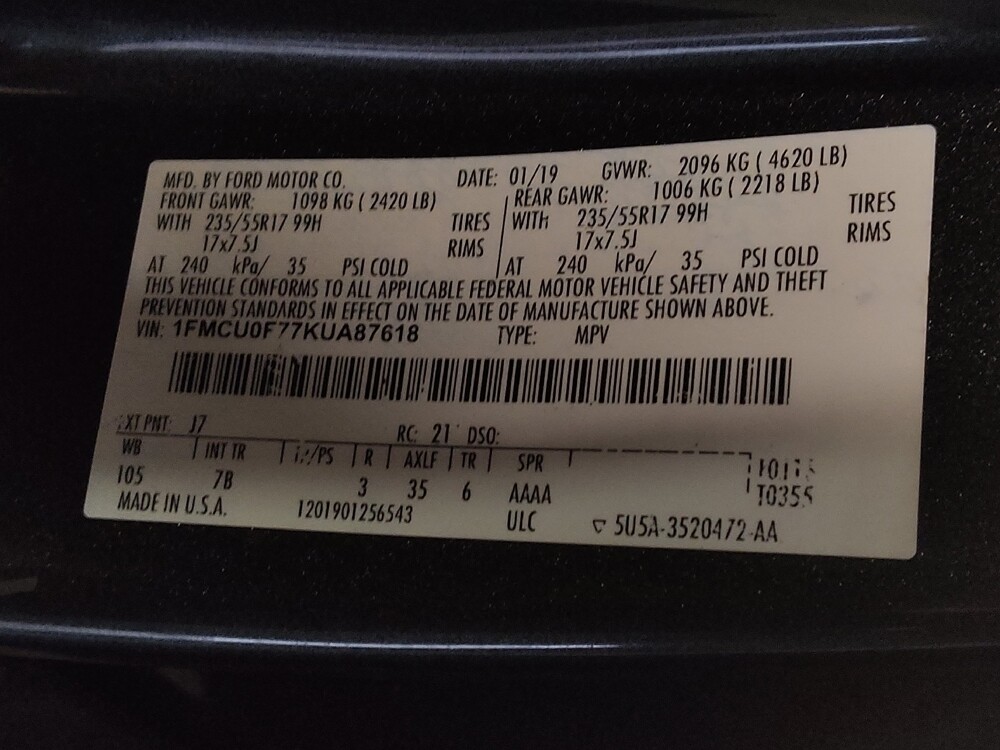 MFD. BY FORD MOTOR CO. DATE: 01/19 GVWR: 2096 KG ( 4620 LB)
FRONT GAWR: 1098 KG ( 2420 LB) REAR GAWR: 1006 KG ( 2218 LB)
WITH 235/55R17 99H TIRES WITH 235/55R17 99H TIRES
17x7.5J RIMS 17x7.5J RIMS
AT 240 kPa/ 35 PSI COLD AT 240 kPa/ 35 PSI COLD
THIS VEHICLE CONFORMS TO ALL APPLICABLE FEDERAL MOTOR VEHICLE SAFETY AND THEFT
PREVENTION STANDARDS IN EFFECT ON THE DATE OF MANUFACTURE SHOWN ABOVE.
VIN: 1FMCU0F77KUA87618 TYPE: MPV
PNT: J7 RC: 21 DSO:
WB INT TR R AXLE TR SPR
105 7B 3 35 6 AAAA T0355
MADE IN U.S.A. 1201901256543 ULC 5U5A-3520472-AA